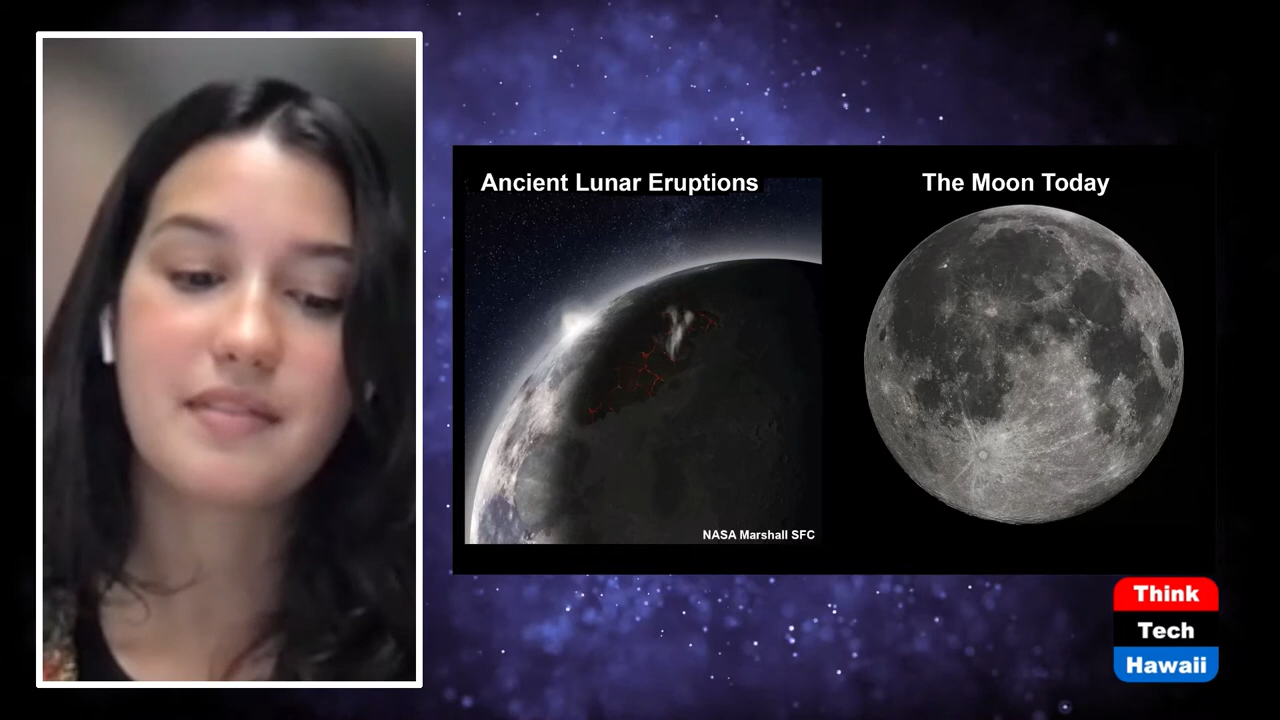 Ancient Lunar Eruptions
The Moon Today
NASA Marshall SFC
Think
Tech
Hawaii